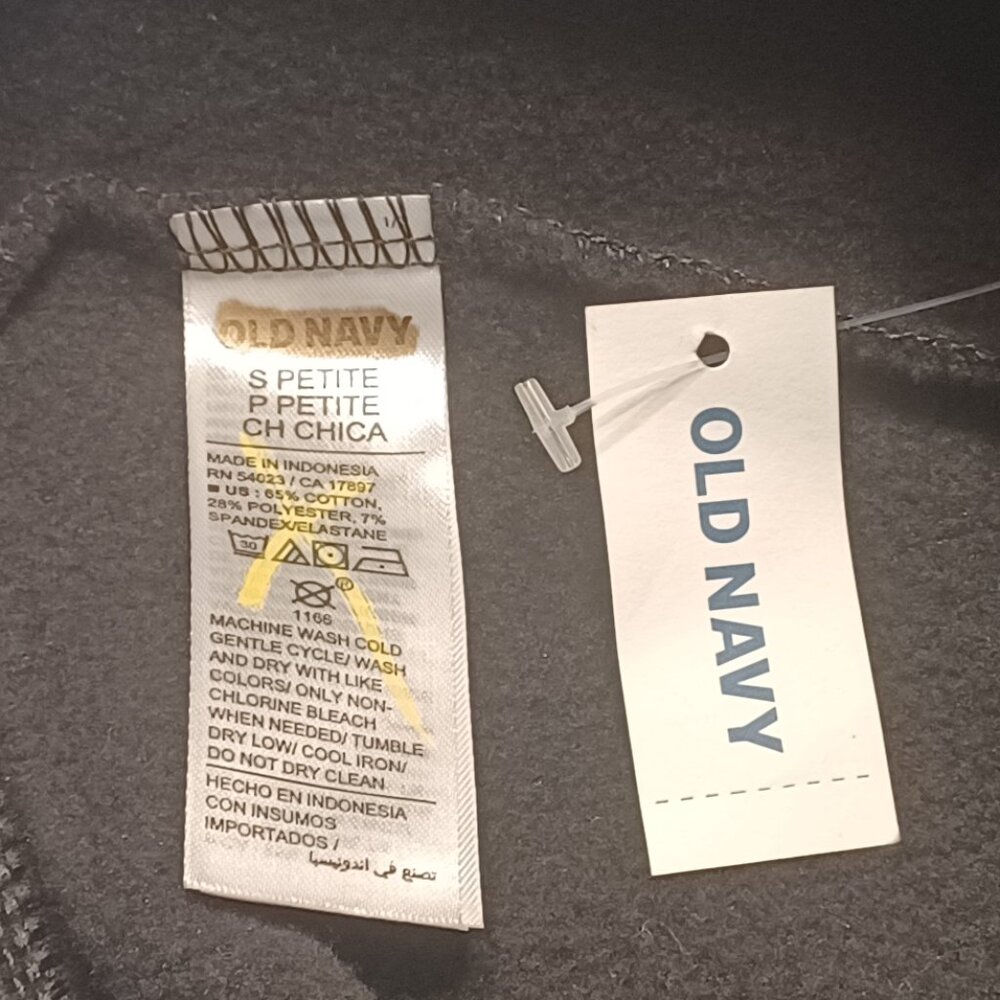 OLD NAVY
S PETITE
P PETITE
CH CHICA
MADE IN INDONESIA
RN 54023 / CA 17897
US : 65% COTTON,
28% POLYESTER, 7%
SPANDEX/ELASTANE
30
®
1166
MACHINE WASH COLD
GENTLE CYCLE/ WASH
AND DRY WITH LIKE
COLORS/ ONLY NON-
CHLORINE BLEACH
WHEN NEEDED/ TUMBLE
DRY LOW/ COOL IRON/
DO NOT DRY CLEAN
HECHO EN INDONESIA
CON INSUMOS
IMPORTADOS /
تصنع في اندونيسيا
OLD NAVY